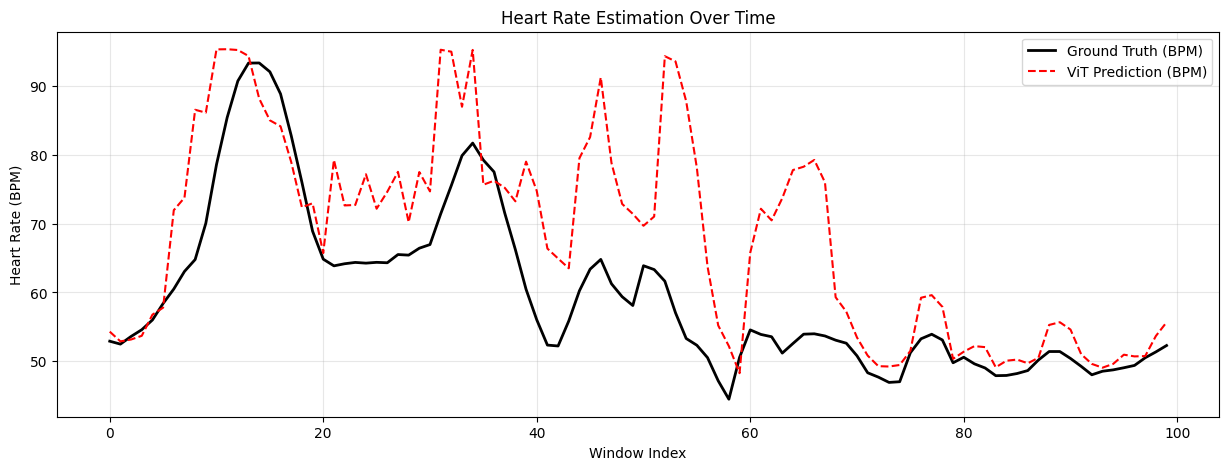 Heart Rate Estimation Over Time
Ground Truth (BPM)
ViT Prediction (BPM)
Heart Rate (BPM)
90
80
70
60
50
0 20 40 60 80 100
Window Index